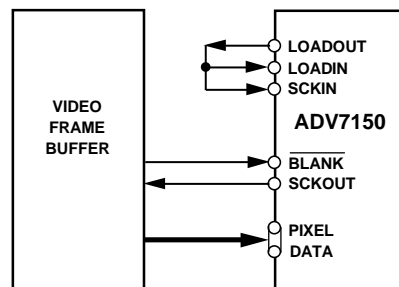 LOADOUT
LOADIN
SCKIN
VIDEO
FRAME
BUFFER
ADV7150
BLANK
SCKOUT
PIXEL
DATA